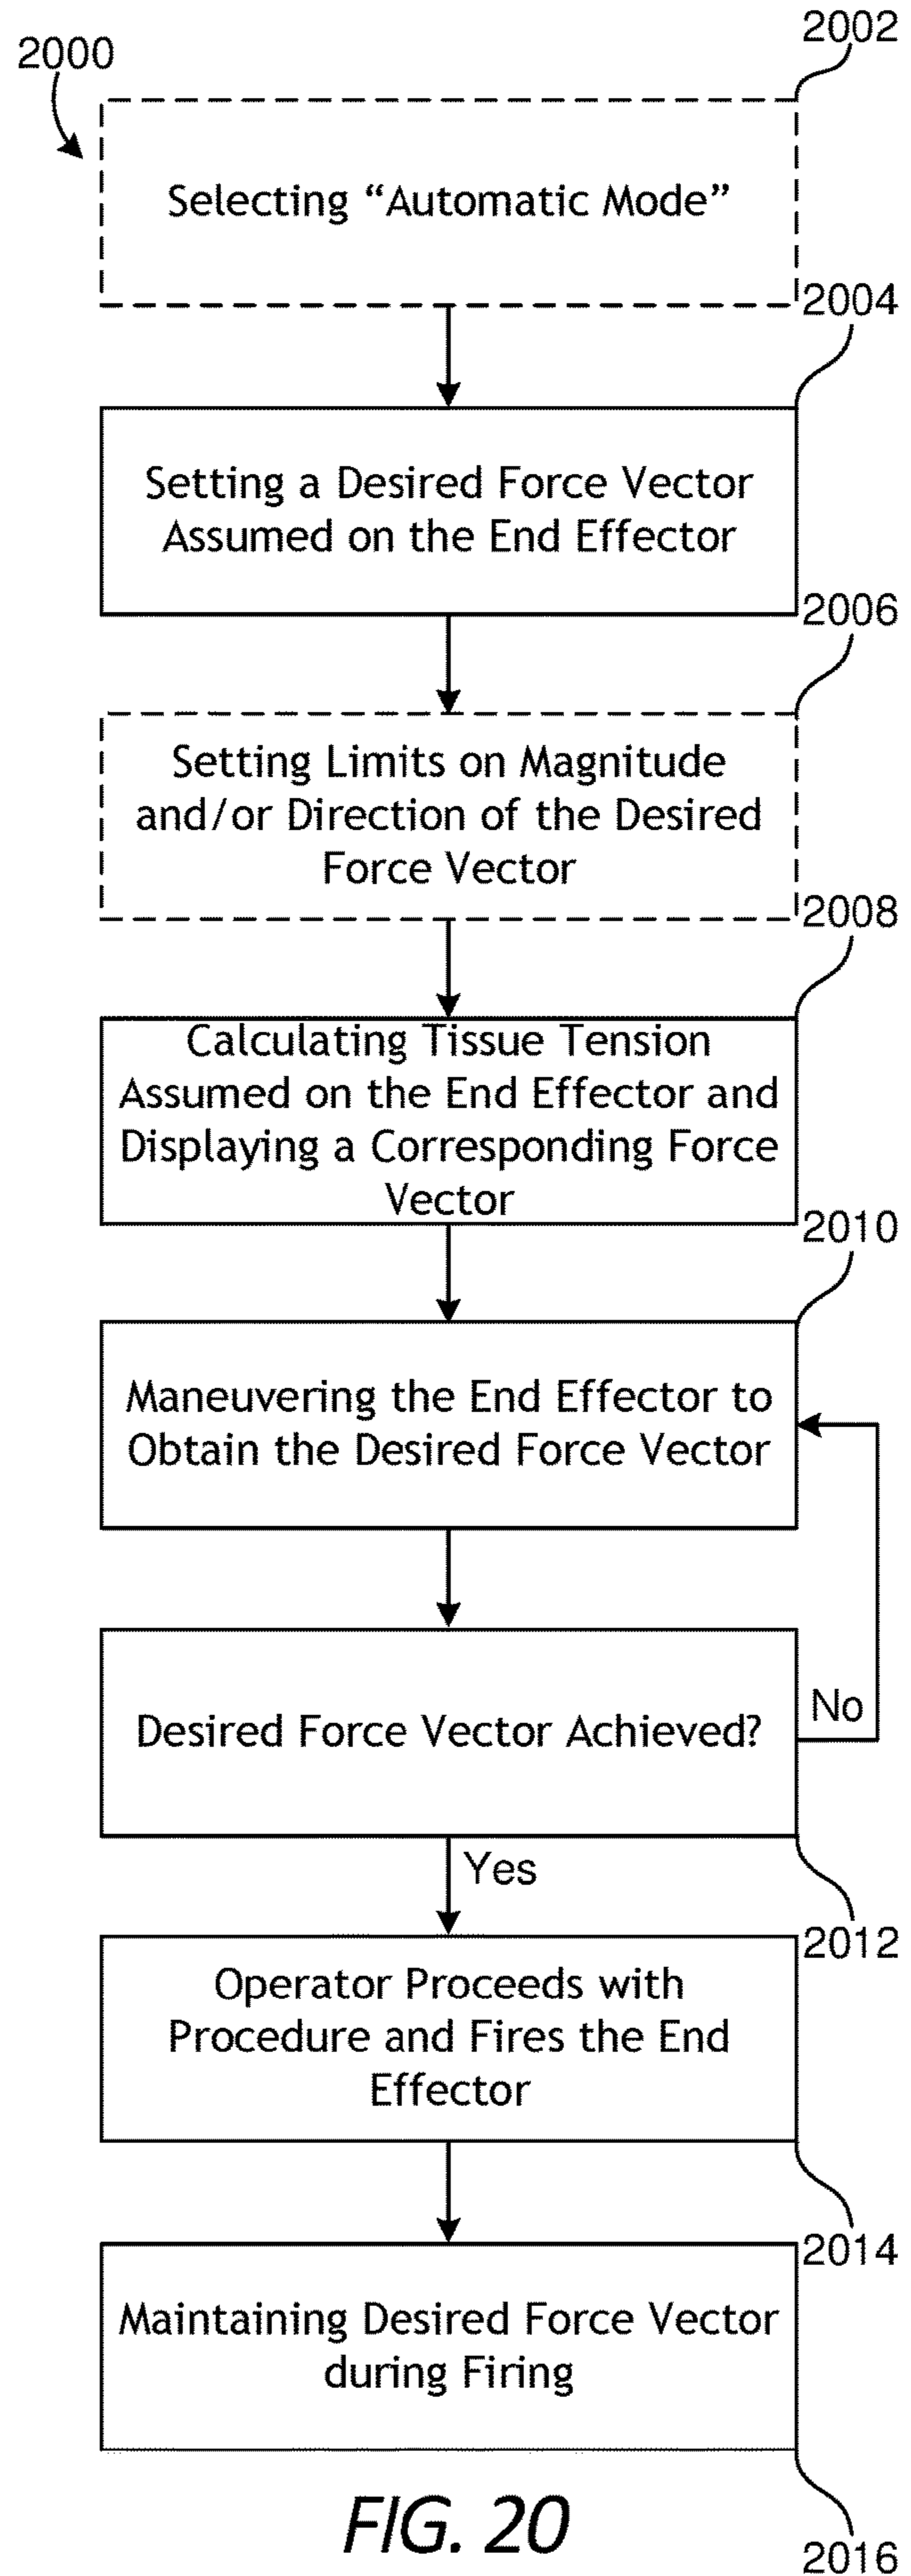 2000
2002
Selecting “Automatic Mode”
2004
Setting a Desired Force Vector
Assumed on the End Effector
2006
Setting Limits on Magnitude
and/or Direction of the Desired
Force Vector
2008
Calculating Tissue Tension
Assumed on the End Effector and
Displaying a Corresponding Force
Vector
2010
Maneuvering the End Effector to
Obtain the Desired Force Vector
Desired Force Vector Achieved?
No
Yes
2012
Operator Proceeds with
Procedure and Fires the End
Effector
2014
Maintaining Desired Force Vector
during Firing
2016
FIG. 20